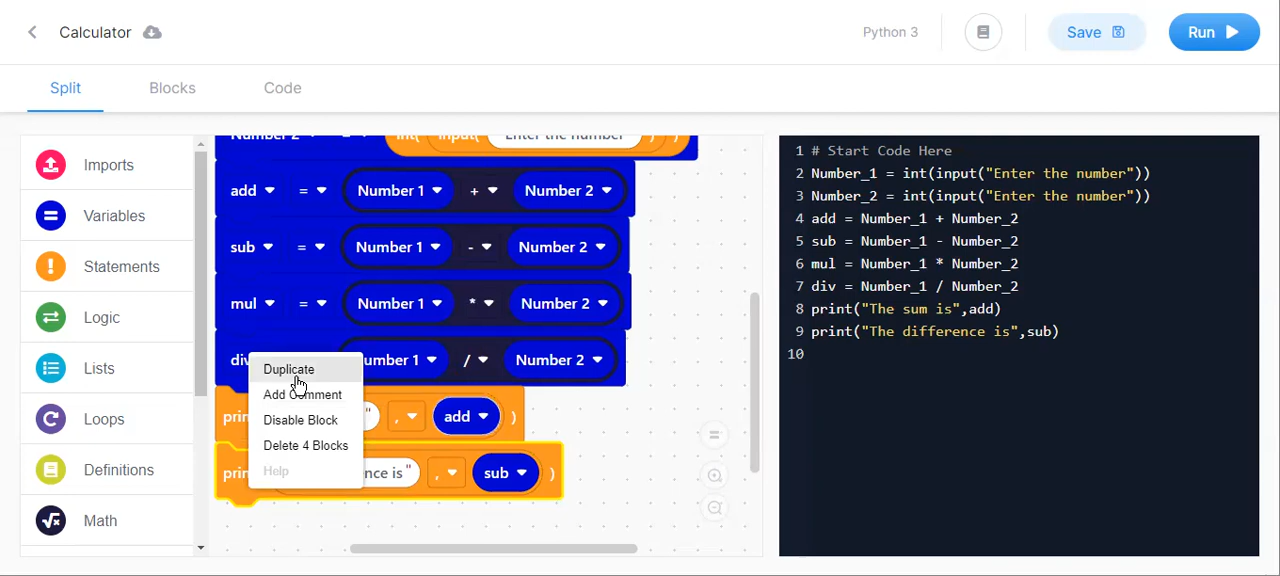 Calculator
Python 3
Save
Run
Split
Blocks
Code
Imports
Variables
Statements
Logic
Lists
Loops
Definitions
Math
Number 2 = int( input( " Enter the number " ) )
add = Number 1 + Number 2
sub = Number 1 - Number 2
mul = Number 1 * Number 2
div Number 1 / Number 2
" , add )
nce is " , sub )
Duplicate
Add Comment
Disable Block
Delete 4 Blocks
Help
1 # Start Code Here
2 Number_1 = int(input("Enter the number"))
3 Number_2 = int(input("Enter the number"))
4 add = Number_1 + Number_2
5 sub = Number_1 - Number_2
6 mul = Number_1 * Number_2
7 div = Number_1 / Number_2
8 print("The sum is",add)
9 print("The difference is",sub)
10